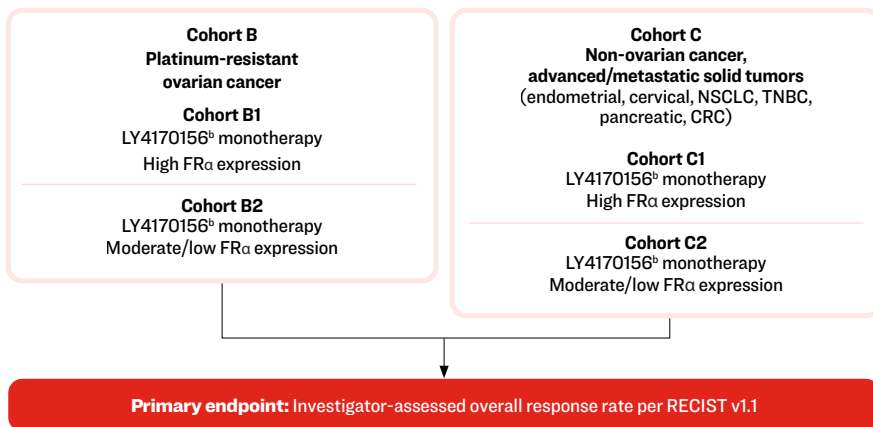 Cohort B
Platinum-resistant
ovarian cancer
Cohort B1
LY4170156ᵇ monotherapy
High FRα expression
Cohort B2
LY4170156ᵇ monotherapy
Moderate/low FRα expression
Cohort C
Non-ovarian cancer,
advanced/metastatic solid tumors
(endometrial, cervical, NSCLC, TNBC,
pancreatic, CRC)
Cohort C1
LY4170156ᵇ monotherapy
High FRα expression
Cohort C2
LY4170156ᵇ monotherapy
Moderate/low FRα expression
Primary endpoint: Investigator-assessed overall response rate per RECIST v1.1